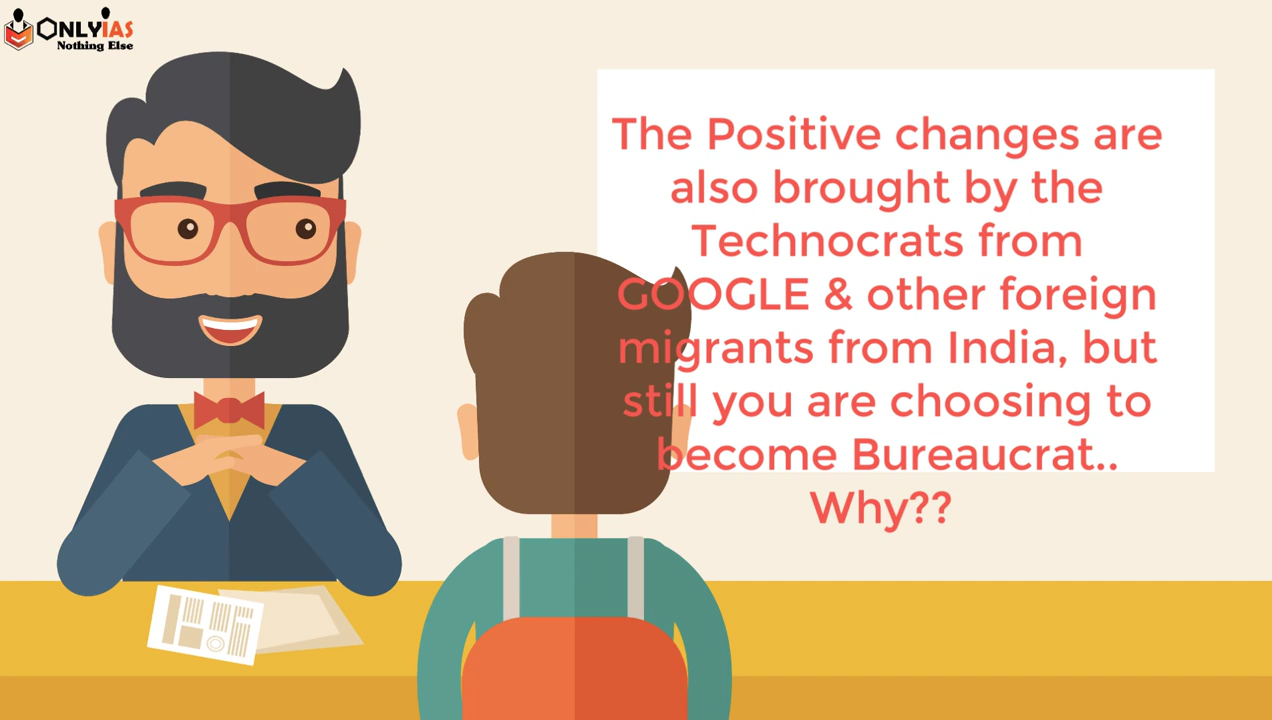 ONLYIAS
Nothing Else
The Positive changes are
also brought by the
Technocrats from
GOOGLE & other foreign
migrants from India, but
still you are choosing to
become Bureaucrat..
Why??